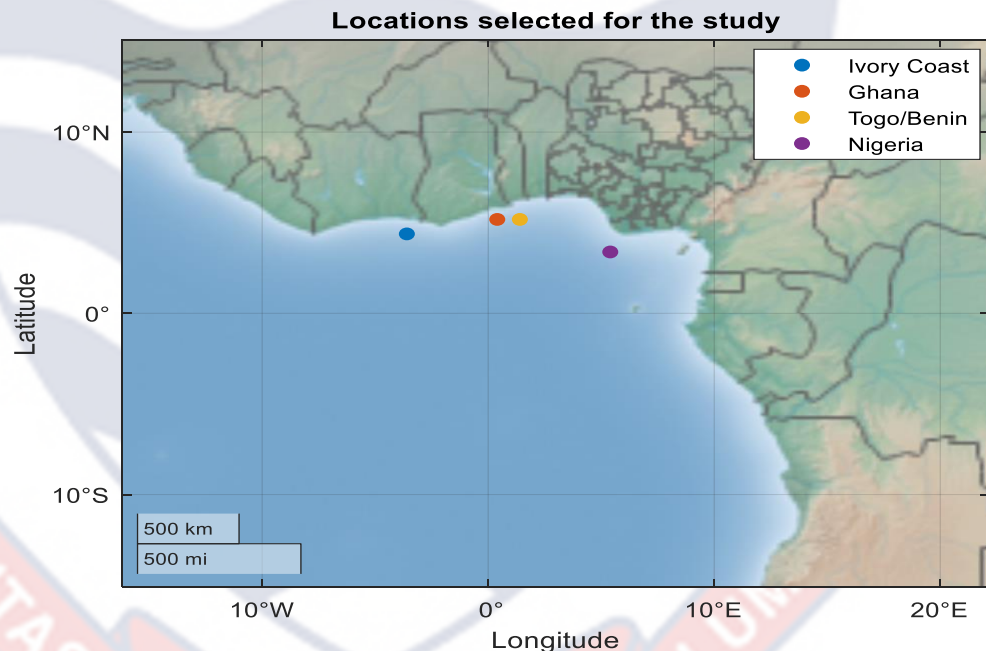 Locations selected for the study
Ivory Coast
Ghana
Togo/Benin
Nigeria
10°N
0°
10°S
Latitude
500 km
500 mi
10°W
0°
10°E
20°E
Longitude